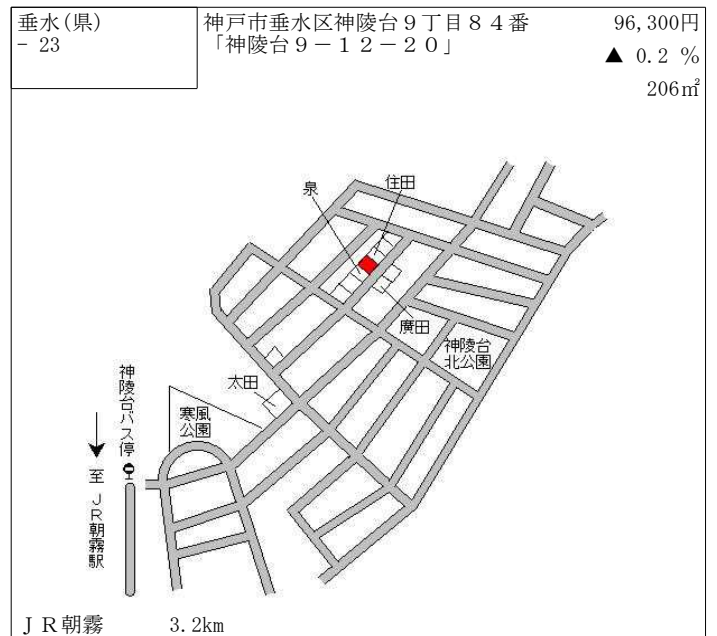 垂水(県)
- 23
神戸市垂水区神陵台９丁目８４番
「神陵台９－１２－２０」
96,300円
▲ 0.2 %
206㎡
泉
住田
廣田
神陵台
北公園
太田
寒風
公園
神陵台バス停
至 ＪＲ朝霧駅
ＪＲ朝霧 3.2km